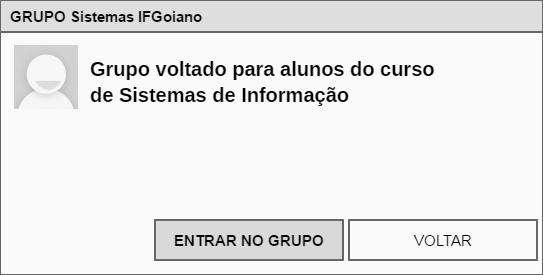 GRUPO Sistemas IFGoiano
Grupo voltado para alunos do curso
de Sistemas de Informação
ENTRAR NO GRUPO
VOLTAR